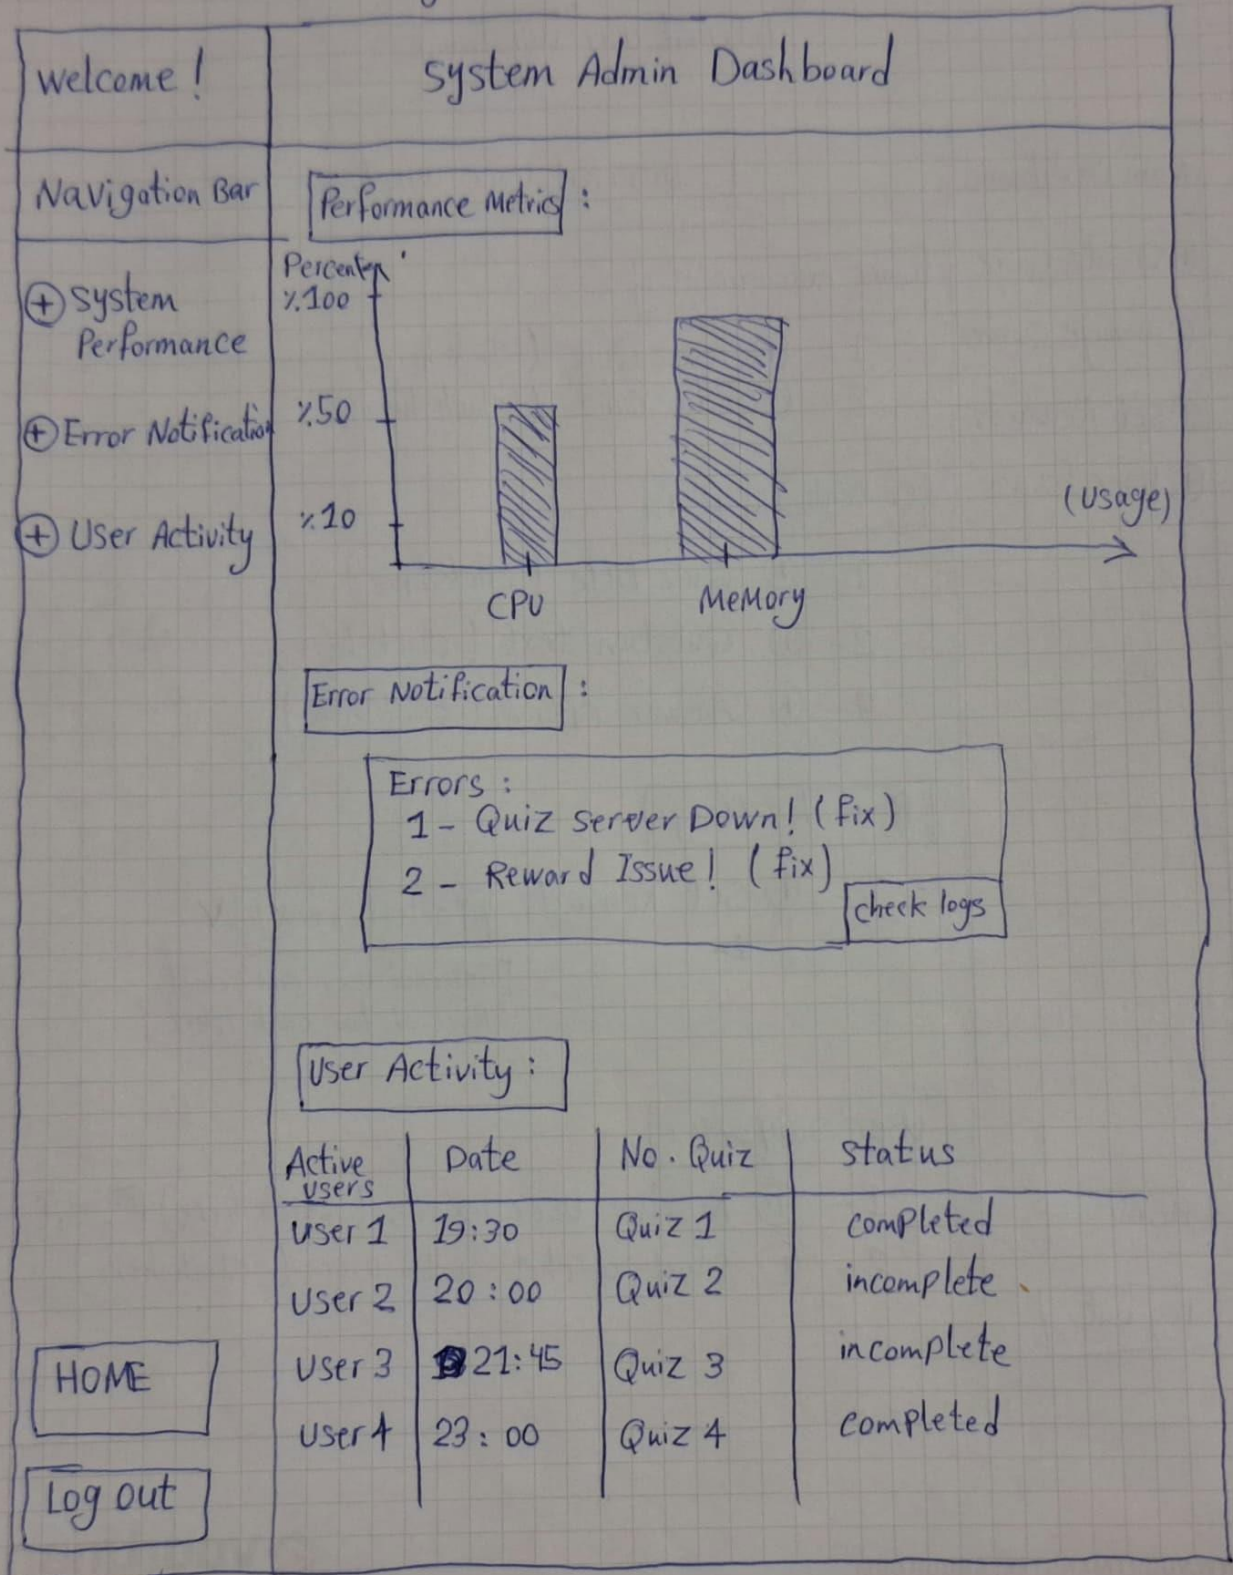 Welcome!
System Admin Dashboard
Navigation Bar
+ System
Performance
+ Error Notification
+ User Activity
HOME
Log out
Performance Metrics :
%100
%50
%10
CPU
Memory
(Usage)
Error Notification :
Errors :
1 - Quiz Server Down! (fix)
2 - Reward Issue! (fix)
check logs
User Activity :
Active users | Date | No. Quiz | Status
User 1 | 19:30 | Quiz 1 | completed
User 2 | 20:00 | Quiz 2 | incomplete
User 3 | 21:45 | Quiz 3 | incomplete
User 4 | 23:00 | Quiz 4 | completed